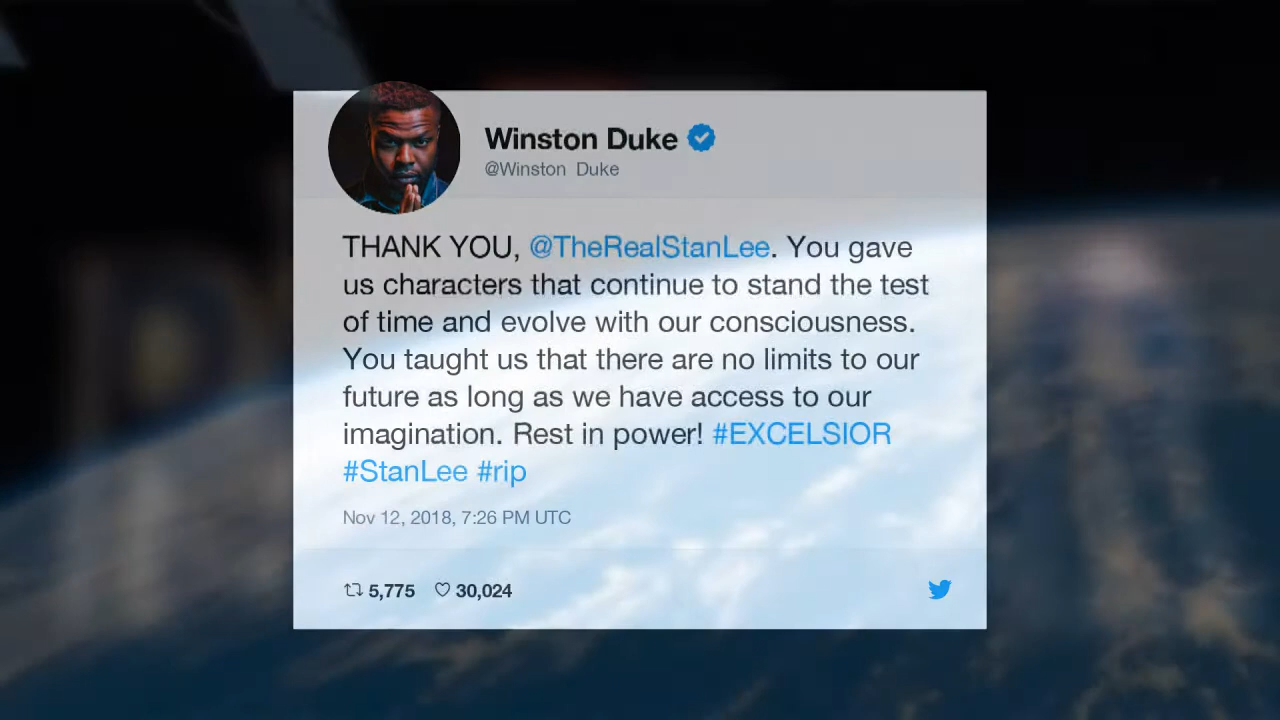 Winston Duke
@Winston Duke
THANK YOU, @TheRealStanLee. You gave
us characters that continue to stand the test
of time and evolve with our consciousness.
You taught us that there are no limits to our
future as long as we have access to our
imagination. Rest in power! #EXCELSIOR
#StanLee #rip
Nov 12, 2018, 7:26 PM UTC
5,775 30,024